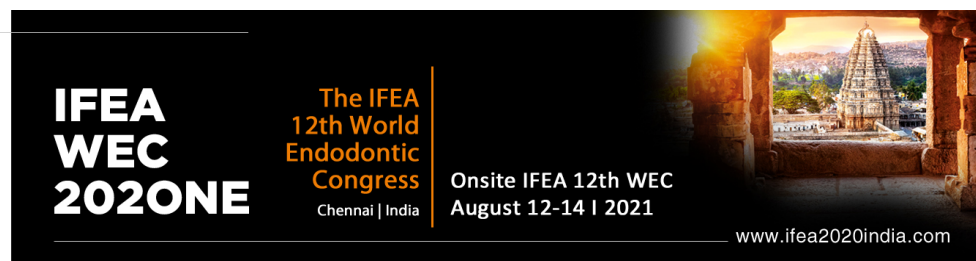 IFEA
WEC
202ONE
The IFEA
12th World
Endodontic
Congress
Chennai | India
Onsite IFEA 12th WEC
August 12-14 I 2021
www.ifea2020india.com